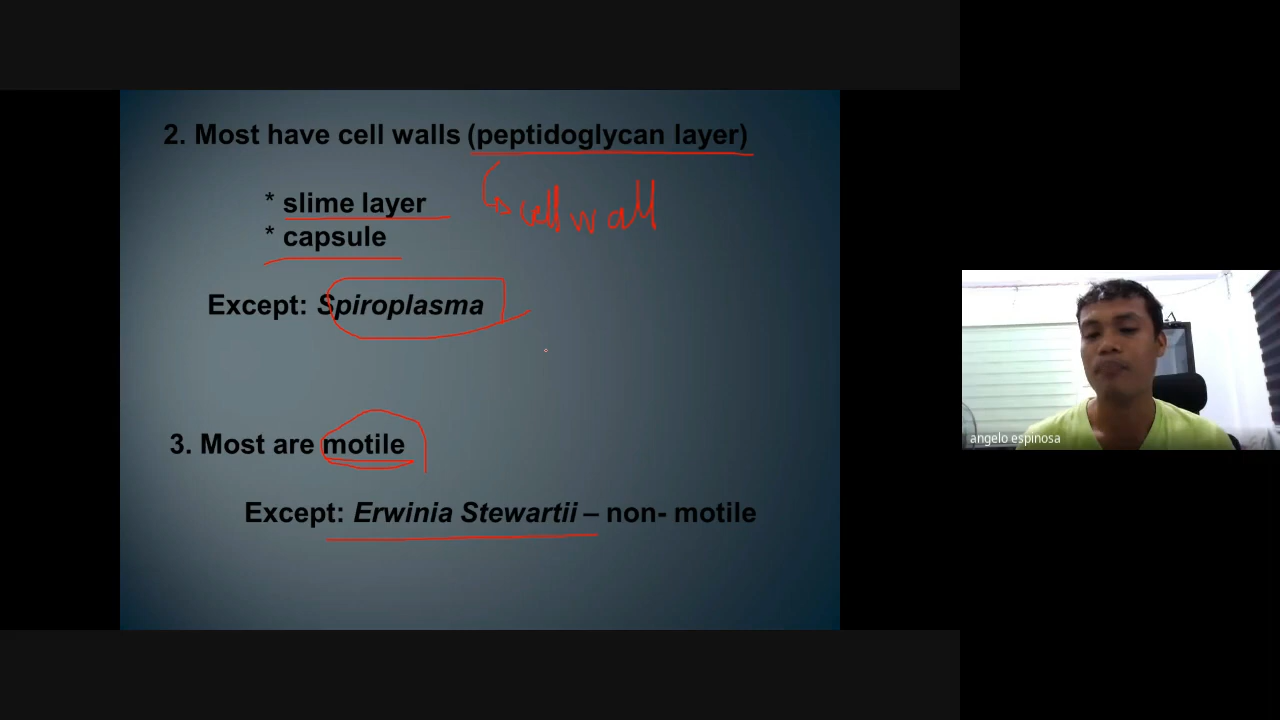 2. Most have cell walls (peptidoglycan layer)
* slime layer
cell wall
* capsule
Except: Spiroplasma
3. Most are motile
Except: Erwinia Stewartii – non- motile
angelo espinosa